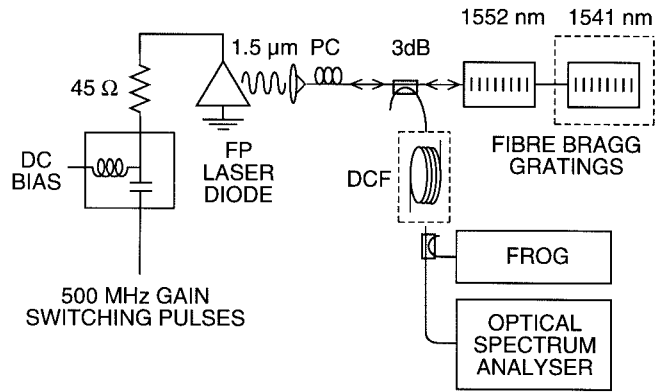 1552 nm
1541 nm
1.5 µm
PC
3dB
45 Ω
DC
BIAS
FP
LASER
DIODE
FIBRE BRAGG
GRATINGS
DCF
500 MHz GAIN
SWITCHING PULSES
FROG
OPTICAL
SPECTRUM
ANALYSER